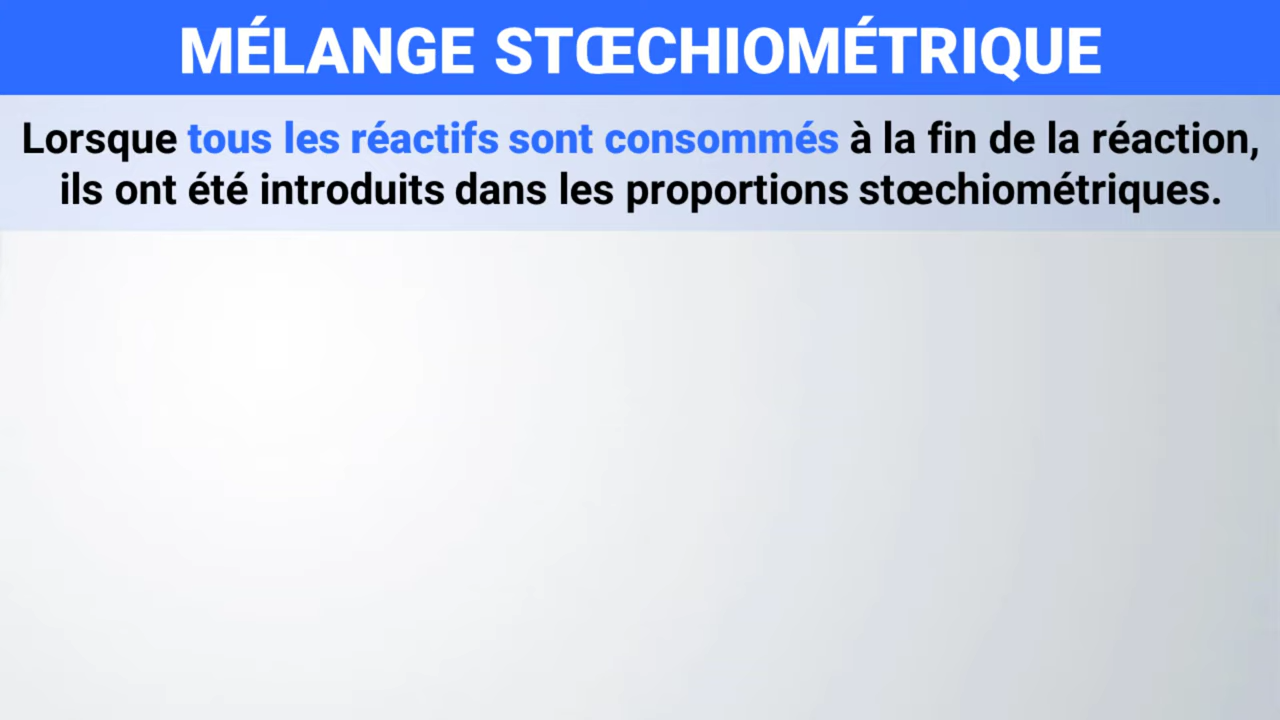 MÉLANGE STŒCHIOMÉTRIQUE
Lorsque tous les réactifs sont consommés à la fin de la réaction,
ils ont été introduits dans les proportions stœchiométriques.